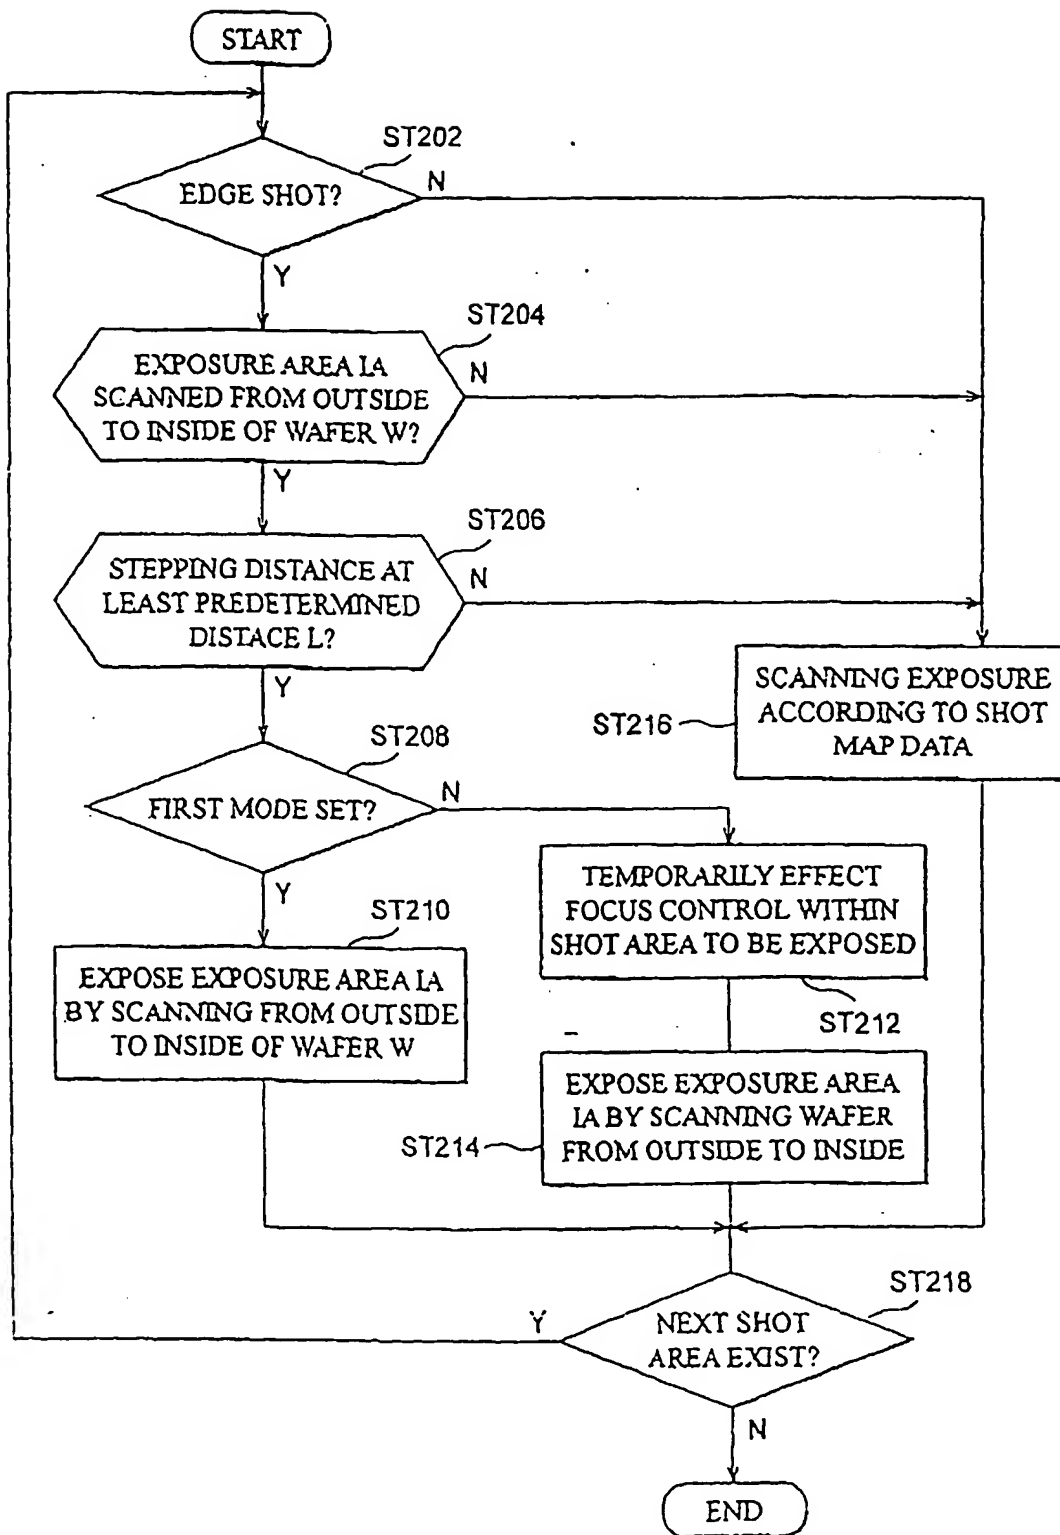 START
ST202
EDGE SHOT?
N
Y
ST204
EXPOSURE AREA IA
SCANNED FROM OUTSIDE
TO INSIDE OF WAFER W?
N
Y
ST206
STEPPING DISTANCE AT
LEAST PREDETERMINED
DISTACE L?
N
Y
SCANNING EXPOSURE
ACCORDING TO SHOT
MAP DATA
ST216
ST208
FIRST MODE SET?
N
Y
TEMPORARILY EFFECT
FOCUS CONTROL WITHIN
SHOT AREA TO BE EXPOSED
ST212
ST210
EXPOSE EXPOSURE AREA IA
BY SCANNING FROM OUTSIDE
TO INSIDE OF WAFER W
EXPOSE EXPOSURE AREA
IA BY SCANNING WAFER
FROM OUTSIDE TO INSIDE
ST214
ST218
NEXT SHOT
AREA EXIST?
Y
N
END